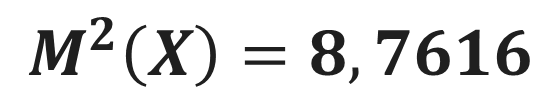 M²(X) = 8,7616